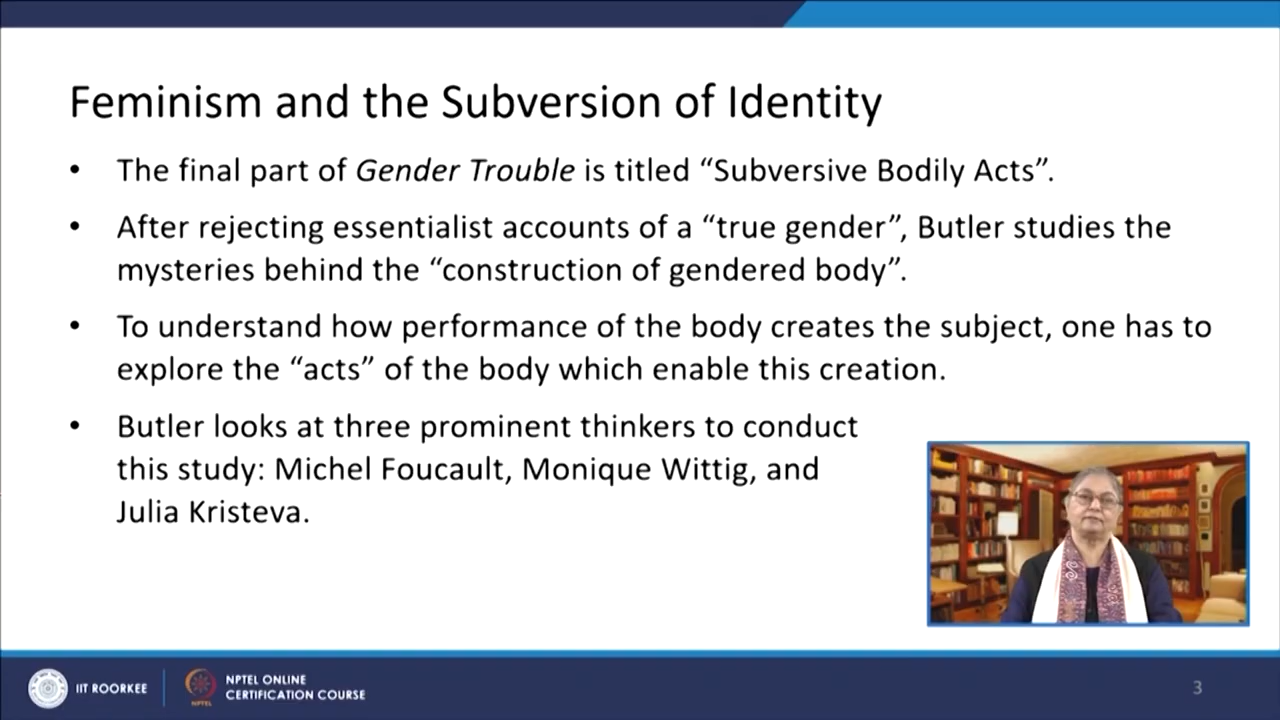 Feminism and the Subversion of Identity
• The final part of Gender Trouble is titled “Subversive Bodily Acts”.
• After rejecting essentialist accounts of a “true gender”, Butler studies the
mysteries behind the “construction of gendered body”.
• To understand how performance of the body creates the subject, one has to
explore the “acts” of the body which enable this creation.
• Butler looks at three prominent thinkers to conduct
this study: Michel Foucault, Monique Wittig, and
Julia Kristeva.
IIT ROORKEE
NPTEL
NPTEL ONLINE
CERTIFICATION COURSE
3